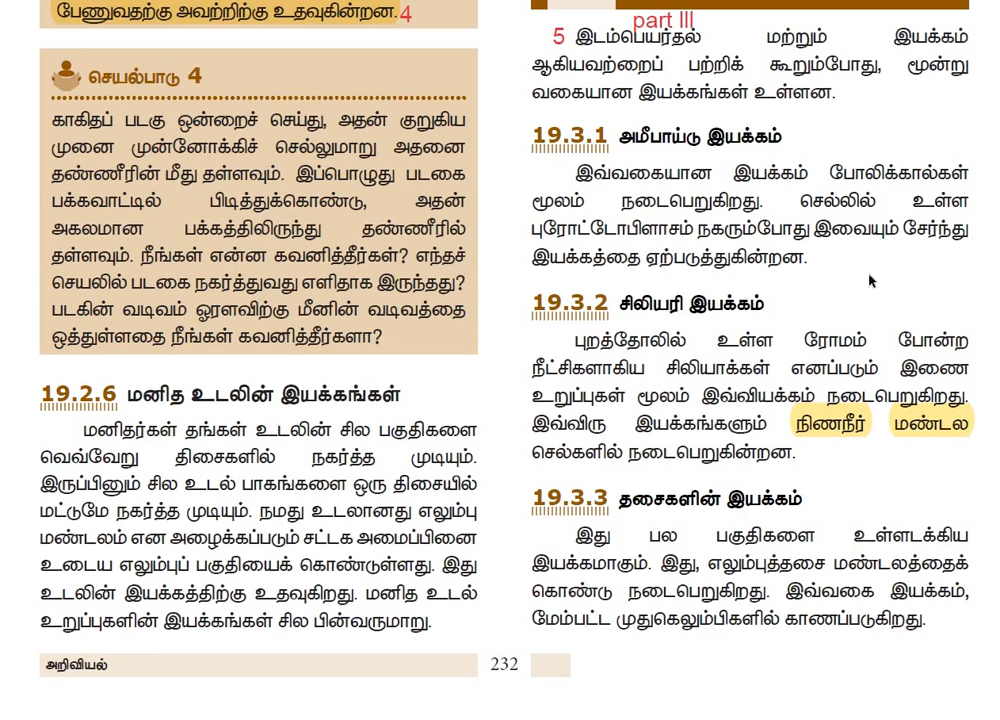 பேணுவதற்கு அவற்றிற்கு உதவுகின்றன. 4
செயல்பாடு 4
காகிதப் படகு ஒன்றைச் செய்து, அதன் குறுகிய
முனை முன்னோக்கிச் செல்லுமாறு அதனை
தண்ணீரின் மீது தள்ளவும். இப்பொழுது படகை
பக்கவாட்டில் பிடித்துக்கொண்டு, அதன்
அகலமான பக்கத்திலிருந்து தண்ணீரில்
தள்ளவும். நீங்கள் என்ன கவனித்தீர்கள்? எந்தச்
செயலில் படகை நகர்த்துவது எளிதாக இருந்தது?
படகின் வடிவம் ஓரளவிற்கு மீனின் வடிவத்தை
ஒத்துள்ளதை நீங்கள் கவனித்தீர்களா?
19.2.6 மனித உடலின் இயக்கங்கள்
மனிதர்கள் தங்கள் உடலின் சில பகுதிகளை
வெவ்வேறு திசைகளில் நகர்த்த முடியும்.
இருப்பினும் சில உடல் பாகங்களை ஒரு திசையில்
மட்டுமே நகர்த்த முடியும். நமது உடலானது எலும்பு
மண்டலம் என அழைக்கப்படும் சட்டக அமைப்பினை
உடைய எலும்புப் பகுதியைக் கொண்டுள்ளது. இது
உடலின் இயக்கத்திற்கு உதவுகிறது. மனித உடல்
உறுப்புகளின் இயக்கங்கள் சில பின்வருமாறு.
part III
5 இடம்பெயர்தல் மற்றும் இயக்கம்
ஆகியவற்றைப் பற்றிக் கூறும்போது, மூன்று
வகையான இயக்கங்கள் உள்ளன.
19.3.1 அமீபாய்டு இயக்கம்
இவ்வகையான இயக்கம் போலிக்கால்கள்
மூலம் நடைபெறுகிறது. செல்லில் உள்ள
புரோட்டோபிளாசம் நகரும்போது இவையும் சேர்ந்து
இயக்கத்தை ஏற்படுத்துகின்றன.
19.3.2 சிலியரி இயக்கம்
புறத்தோலில் உள்ள ரோமம் போன்ற
நீட்சிகளாகிய சிலியாக்கள் எனப்படும் இணை
உறுப்புகள் மூலம் இவ்வியக்கம் நடைபெறுகிறது.
இவ்விரு இயக்கங்களும் நிணநீர் மண்டல
செல்களில் நடைபெறுகின்றன.
19.3.3 தசைகளின் இயக்கம்
இது பல பகுதிகளை உள்ளடக்கிய
இயக்கமாகும். இது, எலும்புத்தசை மண்டலத்தைக்
கொண்டு நடைபெறுகிறது. இவ்வகை இயக்கம்,
மேம்பட்ட முதுகெலும்பிகளில் காணப்படுகிறது.
அறிவியல் 232